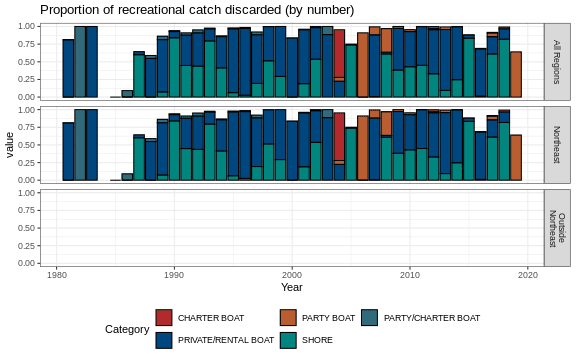 Proportion of recreational catch discarded (by number)
1.00
0.75
0.50
0.25
0.00
All Regions
1.00
0.75
0.50
0.25
0.00
Northeast
value
1.00
0.75
0.50
0.25
0.00
Outside
Northeast
1980 1990 2000 2010 2020
Year
Category
CHARTER BOAT PARTY BOAT PARTY/CHARTER BOAT
PRIVATE/RENTAL BOAT SHORE